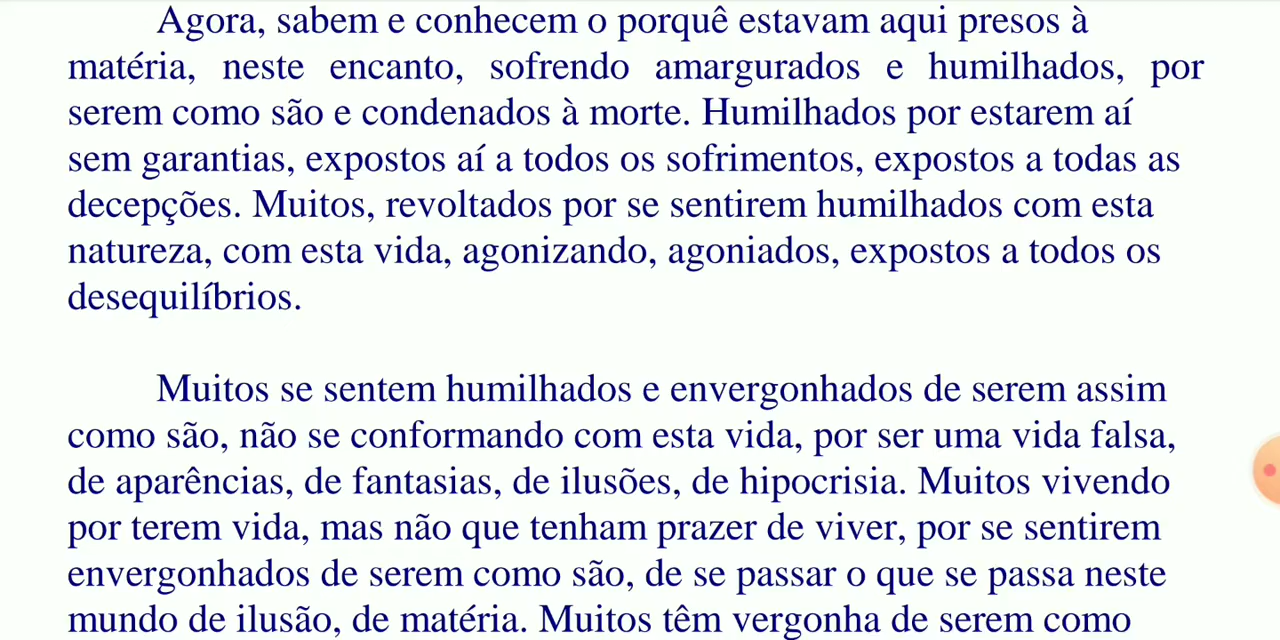 Agora, sabem e conhecem o porquê estavam aqui presos à
matéria, neste encanto, sofrendo amargurados e humilhados, por
serem como são e condenados à morte. Humilhados por estarem aí
sem garantias, expostos aí a todos os sofrimentos, expostos a todas as
decepções. Muitos, revoltados por se sentirem humilhados com esta
natureza, com esta vida, agonizando, agoniados, expostos a todos os
desequilíbrios.
Muitos se sentem humilhados e envergonhados de serem assim
como são, não se conformando com esta vida, por ser uma vida falsa,
de aparências, de fantasias, de ilusões, de hipocrisia. Muitos vivendo
por terem vida, mas não que tenham prazer de viver, por se sentirem
envergonhados de serem como são, de se passar o que se passa neste
mundo de ilusão, de matéria. Muitos têm vergonha de serem como